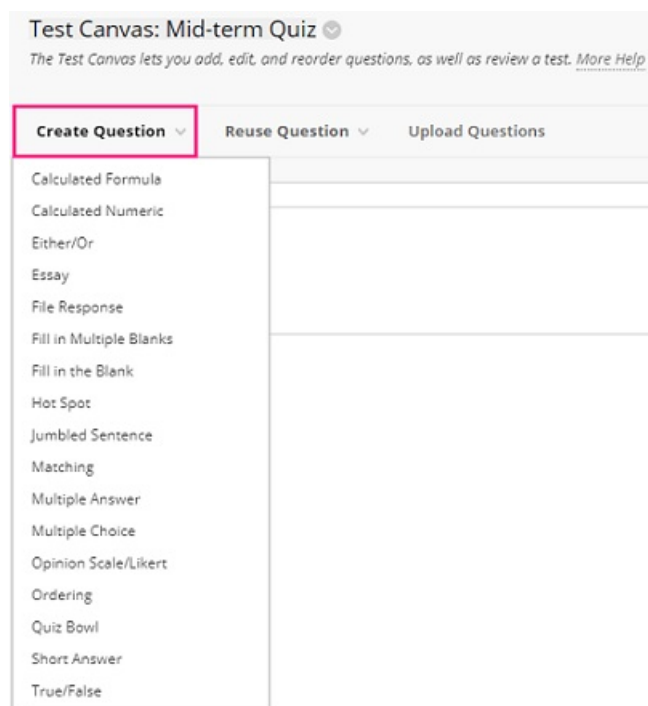 Test Canvas: Mid-term Quiz
The Test Canvas lets you add, edit, and reorder questions, as well as review a test. More Help
Create Question Reuse Question Upload Questions
Calculated Formula
Calculated Numeric
Either/Or
Essay
File Response
Fill in Multiple Blanks
Fill in the Blank
Hot Spot
Jumbled Sentence
Matching
Multiple Answer
Multiple Choice
Opinion Scale/Likert
Ordering
Quiz Bowl
Short Answer
True/False